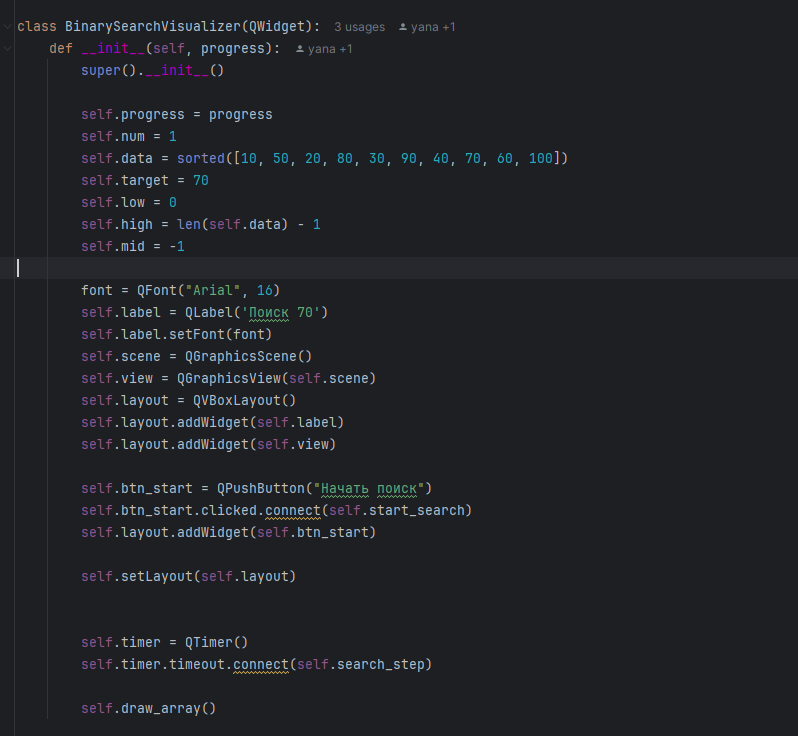 class BinarySearchVisualizer(QWidget): 3 usages yana +1
def __init__(self, progress): yana +1
super().__init__()
self.progress = progress
self.num = 1
self.data = sorted([10, 50, 20, 80, 30, 90, 40, 70, 60, 100])
self.target = 70
self.low = 0
self.high = len(self.data) - 1
self.mid = -1
font = QFont("Arial", 16)
self.label = QLabel('Поиск 70')
self.label.setFont(font)
self.scene = QGraphicsScene()
self.view = QGraphicsView(self.scene)
self.layout = QVBoxLayout()
self.layout.addWidget(self.label)
self.layout.addWidget(self.view)
self.btn_start = QPushButton("Начать поиск")
self.btn_start.clicked.connect(self.start_search)
self.layout.addWidget(self.btn_start)
self.setLayout(self.layout)
self.timer = QTimer()
self.timer.timeout.connect(self.search_step)
self.draw_array()